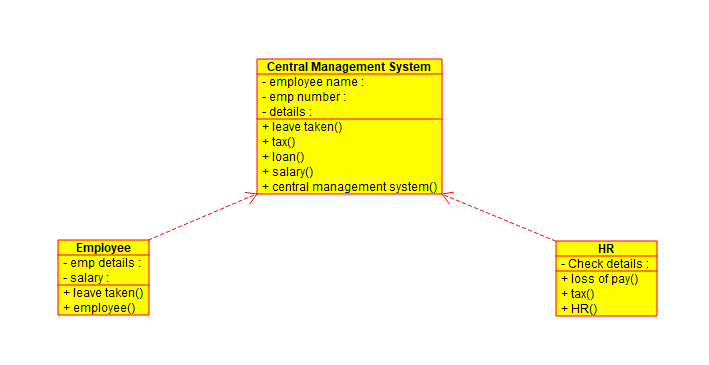 Central Management System
- employee name :
- emp number :
- details :
+ leave taken()
+ tax()
+ loan()
+ salary()
+ central management system()
Employee
- emp details :
- salary :
+ leave taken()
+ employee()
HR
- Check details :
+ loss of pay()
+ tax()
+ HR()